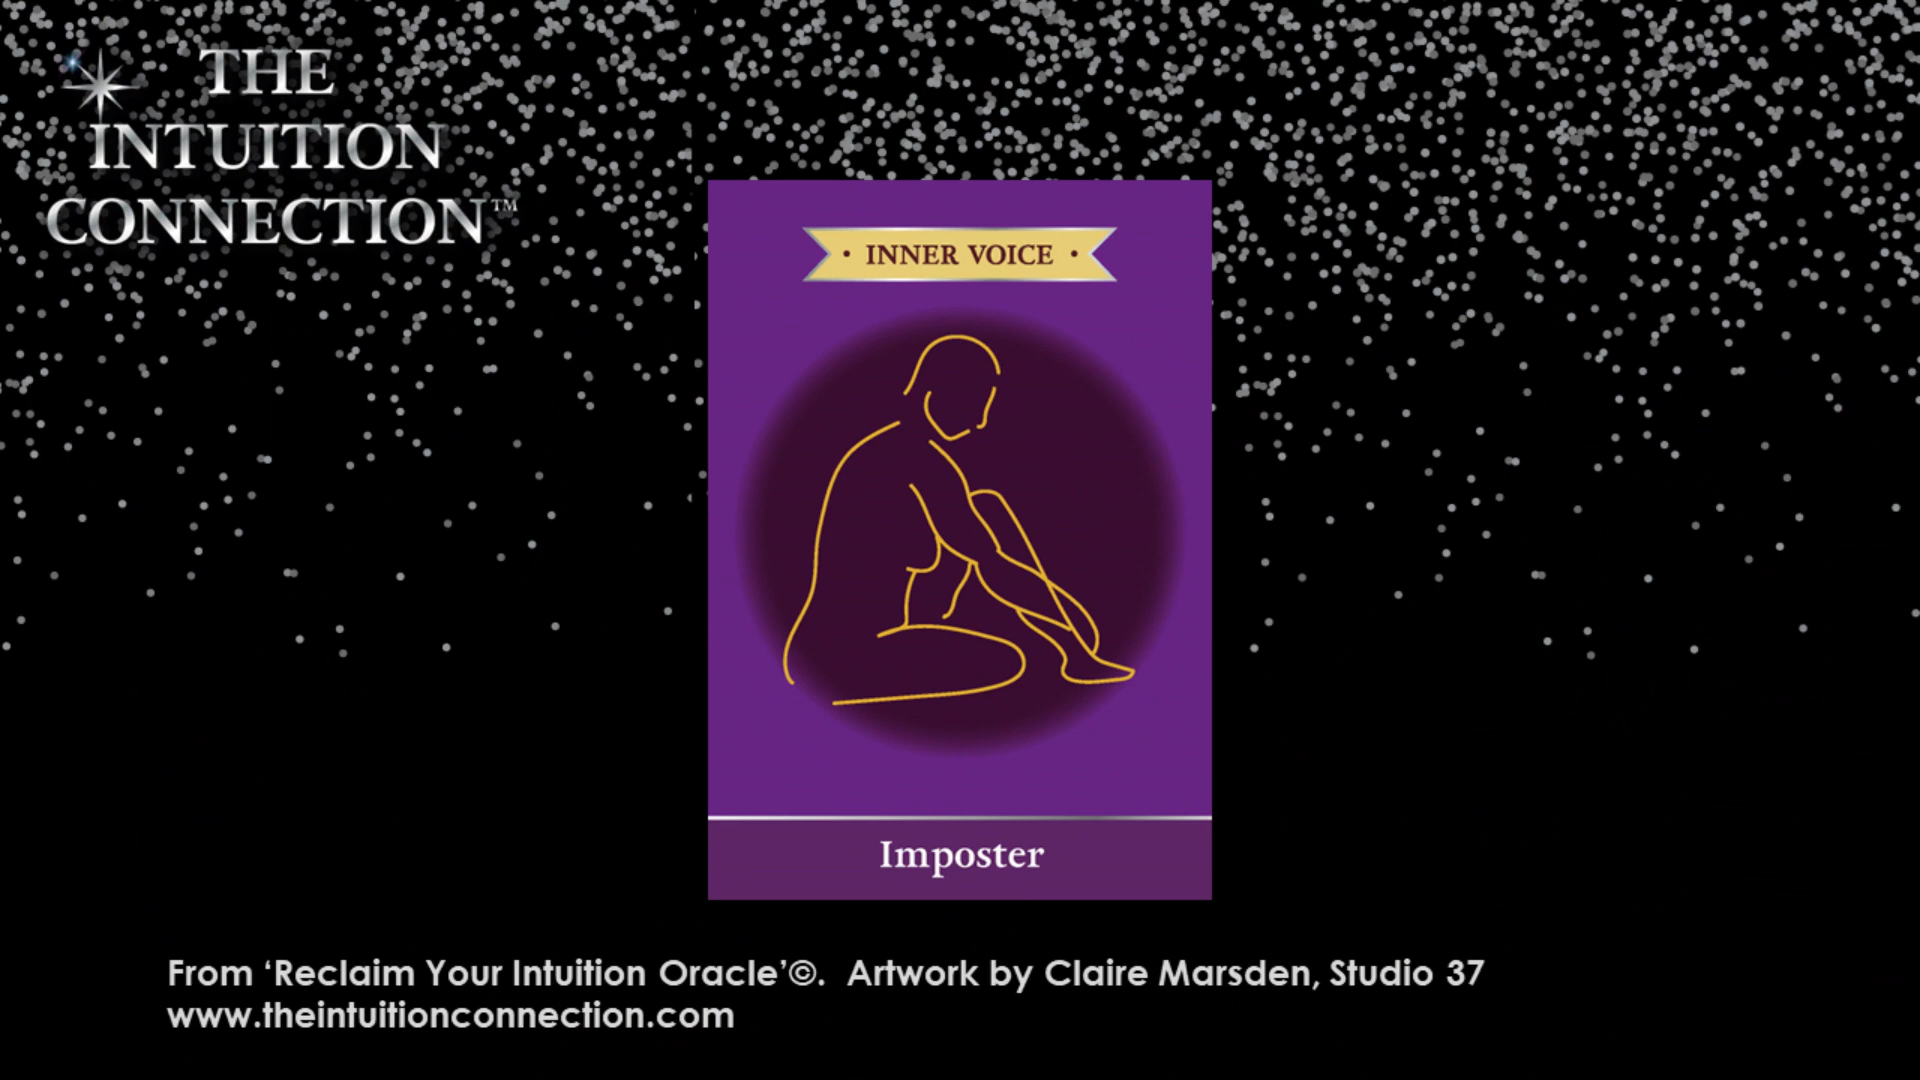 THE
INTUITION
CONNECTION™
• INNER VOICE •
Imposter
From ‘Reclaim Your Intuition Oracle’©.  Artwork by Claire Marsden, Studio 37
www.theintuitionconnection.com